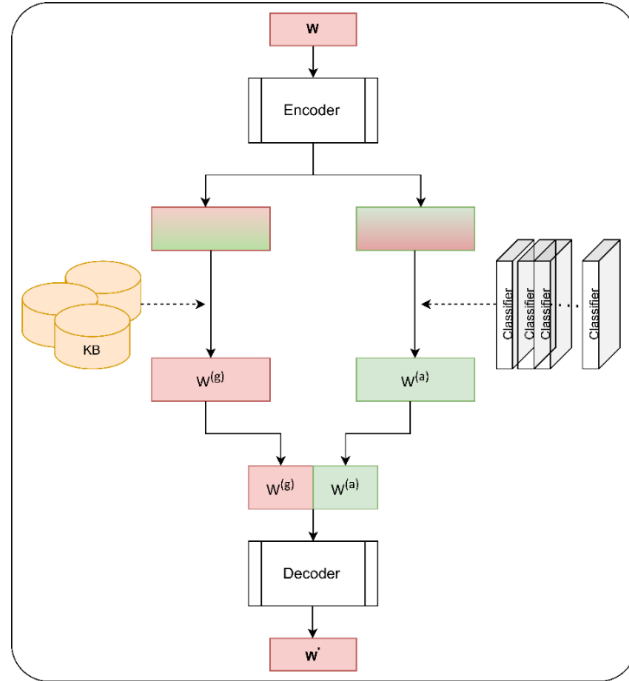 W
Encoder
KB
Classifier
Classifier
Classifier
...
Classifier
W(g)
W(a)
W(g)
W(a)
Decoder
W*